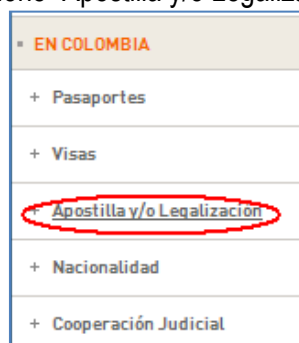 ▪ EN COLOMBIA
+ Pasaportes
+ Visas
+ Apostilla y/o Legalización
+ Nacionalidad
+ Cooperación Judicial